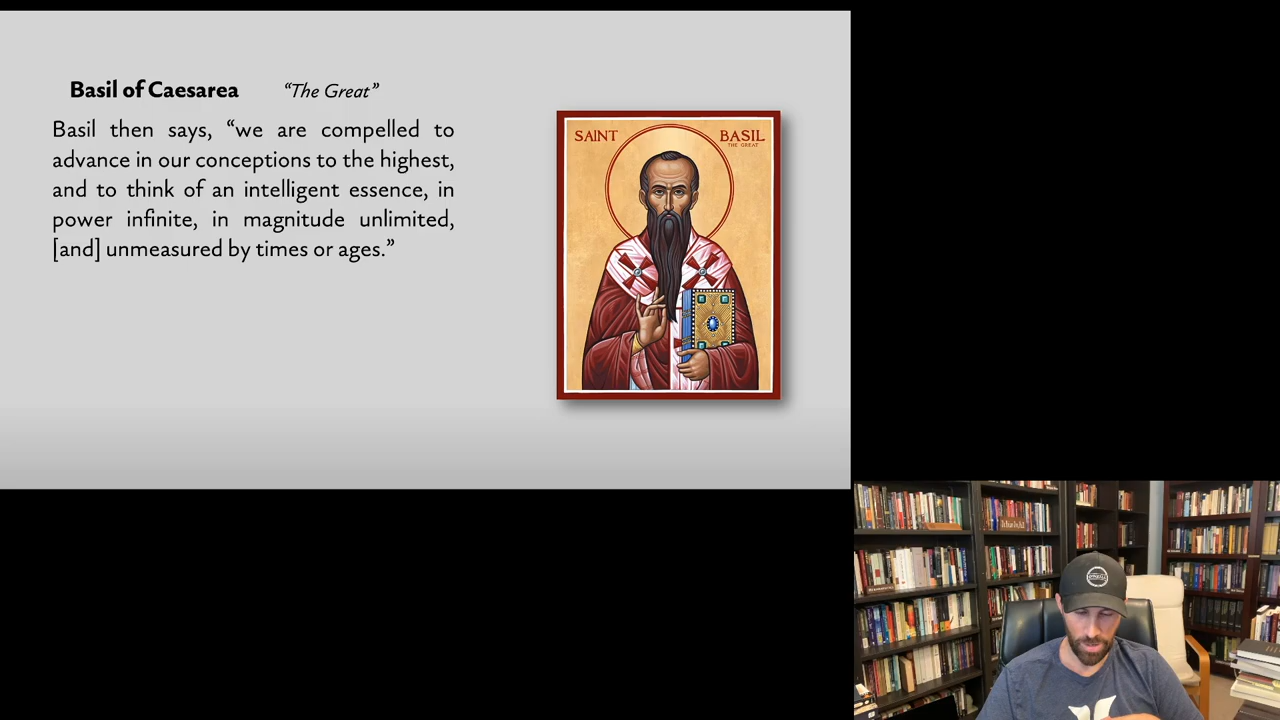 Basil of Caesarea “The Great”
Basil then says, “we are compelled to
advance in our conceptions to the highest,
and to think of an intelligent essence, in
power infinite, in magnitude unlimited,
[and] unmeasured by times or ages.”
SAINT BASIL
THE GREAT